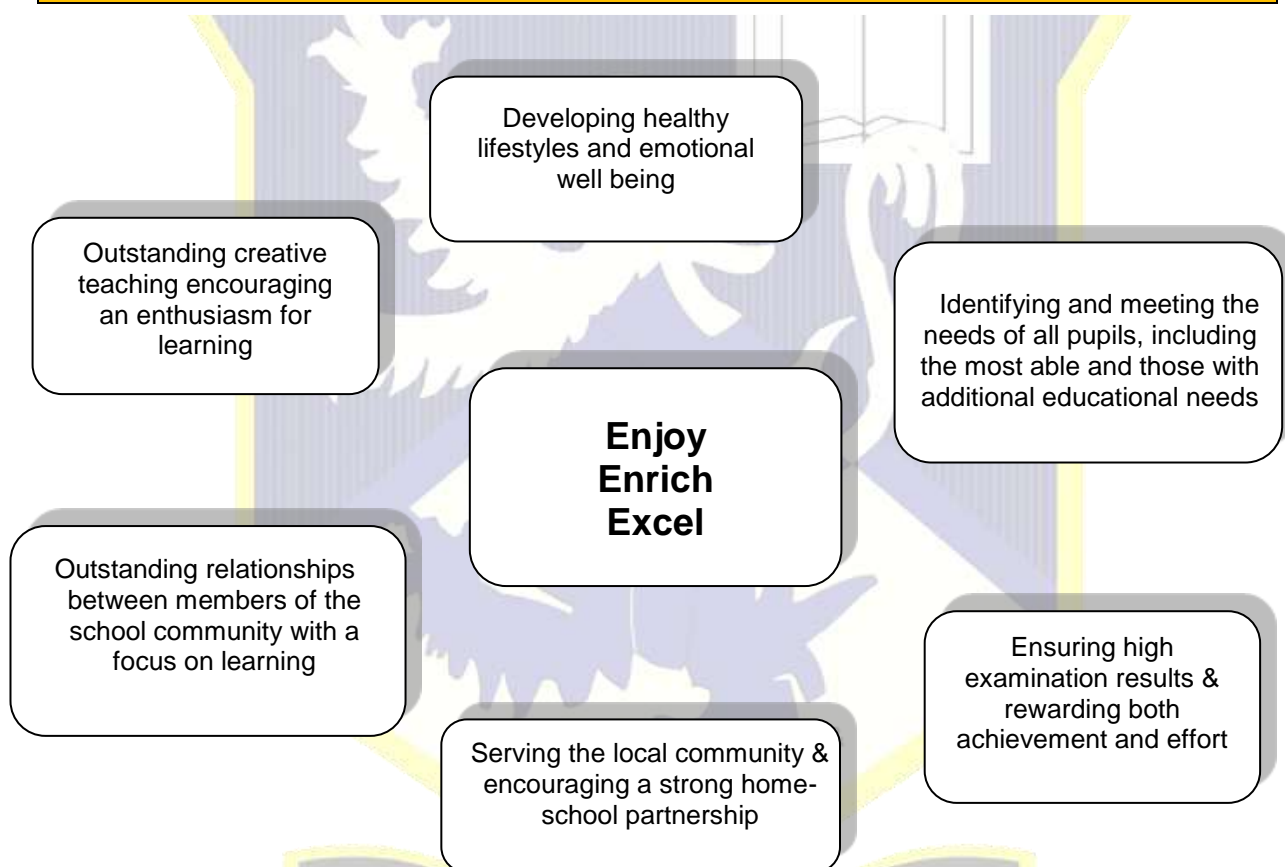 Developing healthy
lifestyles and emotional
well being
Outstanding creative
teaching encouraging
an enthusiasm for
learning
Identifying and meeting the
needs of all pupils, including
the most able and those with
additional educational needs
Enjoy
Enrich
Excel
Outstanding relationships
between members of the
school community with a
focus on learning
Ensuring high
examination results &
rewarding both
achievement and effort
Serving the local community &
encouraging a strong home-
school partnership